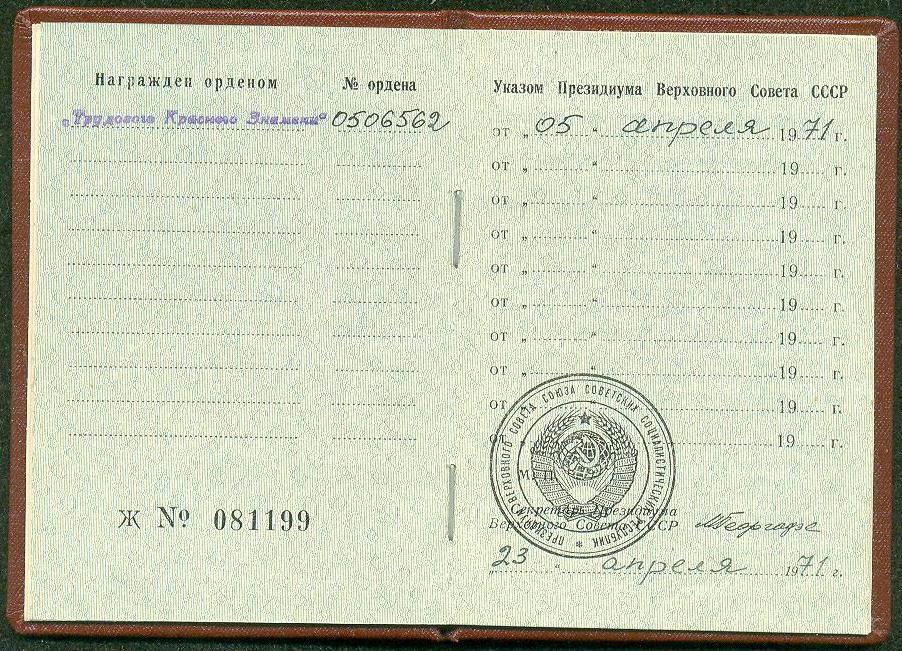 Награжден орденом № ордена
„Трудового Красного Знамени“ 0506562
Ж № 081199
Указом Президиума Верховного Совета СССР
от „ 05 “ апреля 1971 г.
от „ “ 19 г.
от „ “ 19 г.
от „ “ 19 г.
от „ “ 19 г.
от „ “ 19 г.
от „ “ 19 г.
от „ “ 19 г.
от „ “ 19 г.
от „ “ 19 г.
ПРЕЗИДИУМ ВЕРХОВНОГО СОВЕТА СОЮЗА СОВЕТСКИХ СОЦИАЛИСТИЧЕСКИХ РЕСПУБЛИК *
от „ 19 г.
М. П.
Секретарь Президиума
Верховного Совета СССР М Георгадзе
„ 23 “ апреля 1971 г.